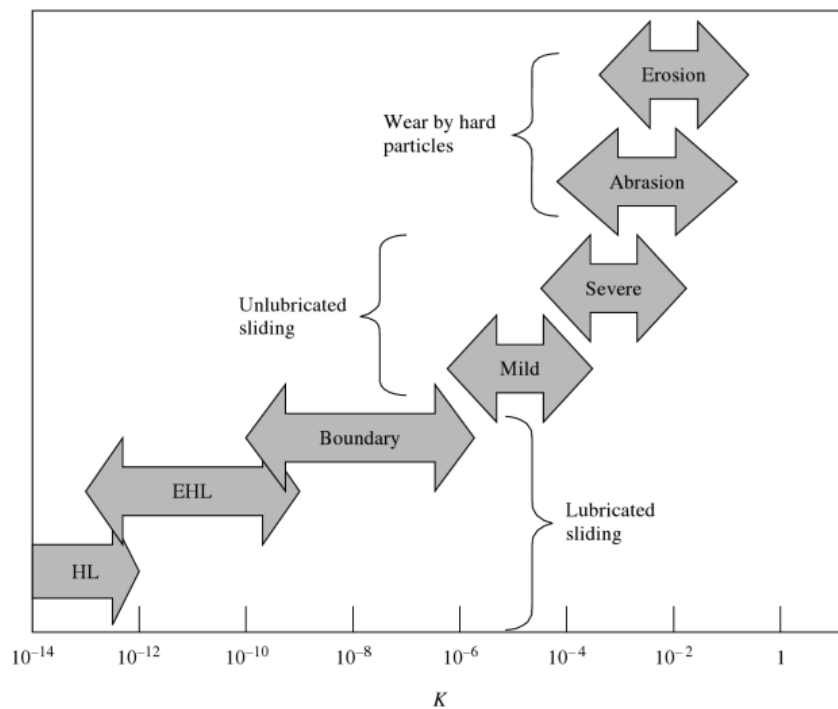 Erosion
Wear by hard
particles
Abrasion
Severe
Unlubricated
sliding
Mild
Boundary
EHL
Lubricated
sliding
HL
10⁻¹⁴ 10⁻¹² 10⁻¹⁰ 10⁻⁸ 10⁻⁶ 10⁻⁴ 10⁻² 1
K